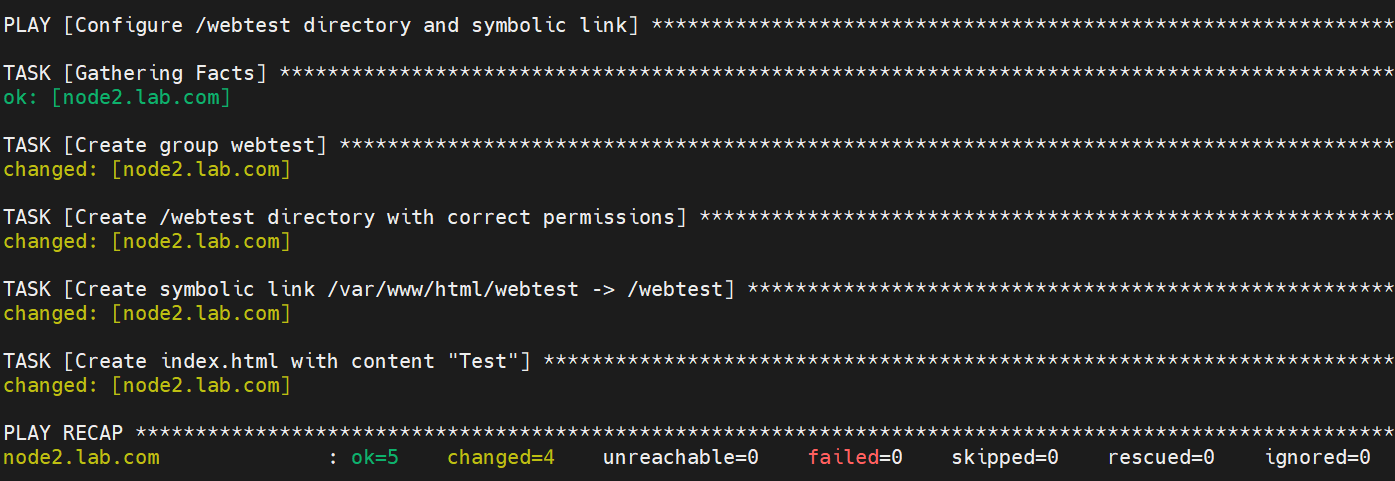 PLAY [Configure /webtest directory and symbolic link] **************************************************************
TASK [Gathering Facts] *********************************************************************************************
ok: [node2.lab.com]
TASK [Create group webtest] ****************************************************************************************
changed: [node2.lab.com]
TASK [Create /webtest directory with correct permissions] **********************************************************
changed: [node2.lab.com]
TASK [Create symbolic link /var/www/html/webtest -> /webtest] ******************************************************
changed: [node2.lab.com]
TASK [Create index.html with content "Test"] ***********************************************************************
changed: [node2.lab.com]
PLAY RECAP *********************************************************************************************************
node2.lab.com              : ok=5    changed=4    unreachable=0    failed=0    skipped=0    rescued=0    ignored=0